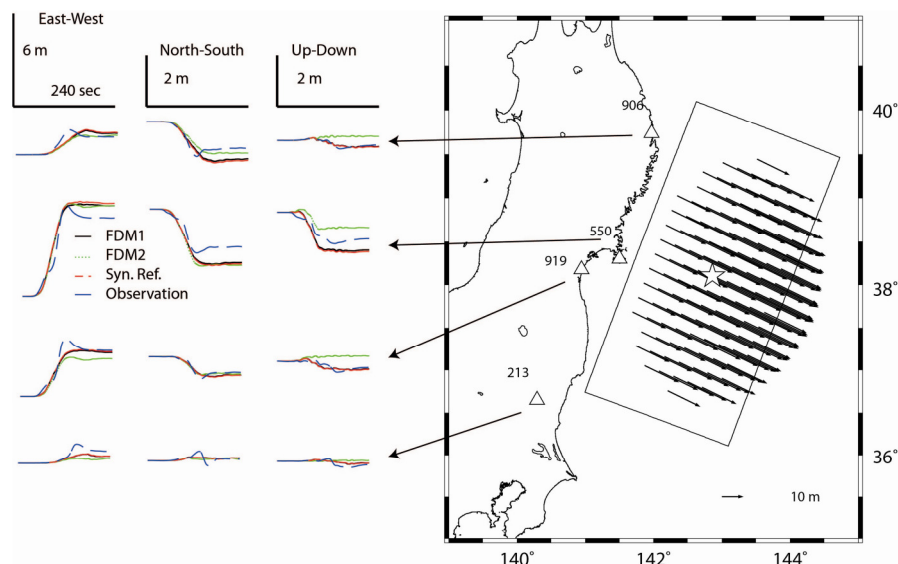 East-West
6 m
240 sec
North-South
2 m
Up-Down
2 m
FDM1
FDM2
Syn. Ref.
Observation
906
550
919
213
10 m
40˚
38˚
36˚
140˚
142˚
144˚